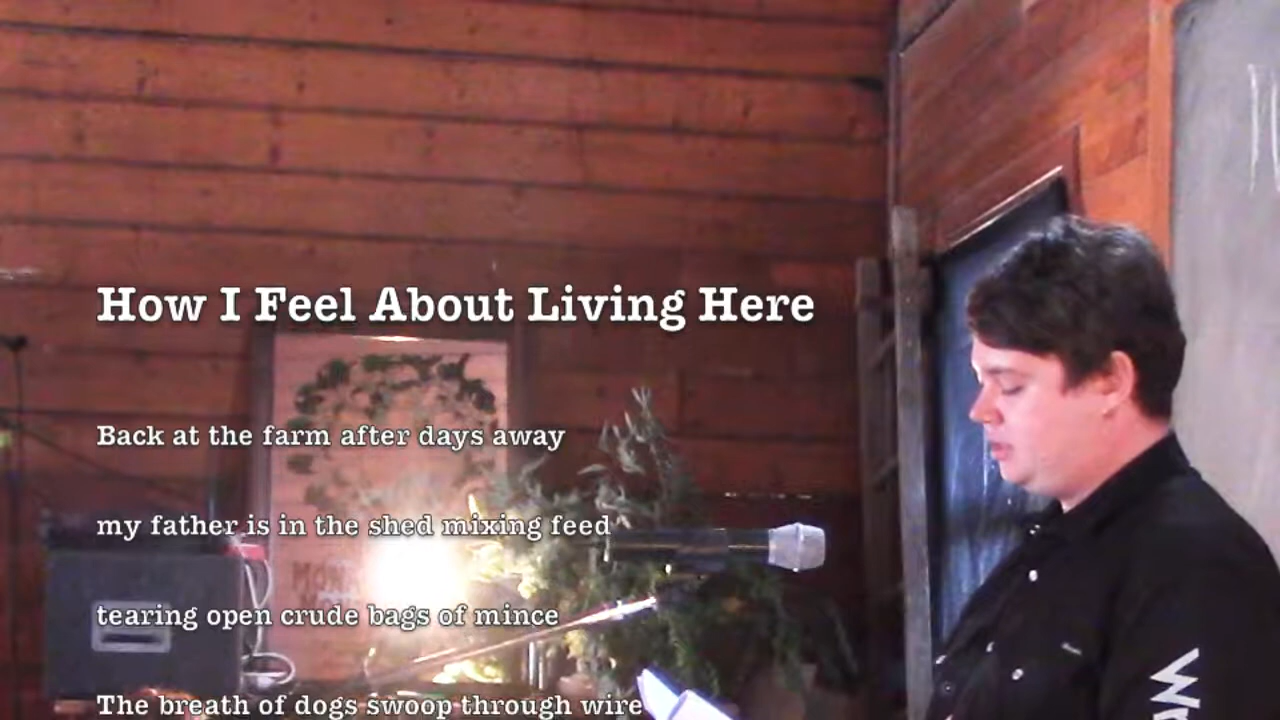 How I Feel About Living Here
Back at the farm after days away
my father is in the shed mixing feed
tearing open crude bags of mince
The breath of dogs swoop through wire